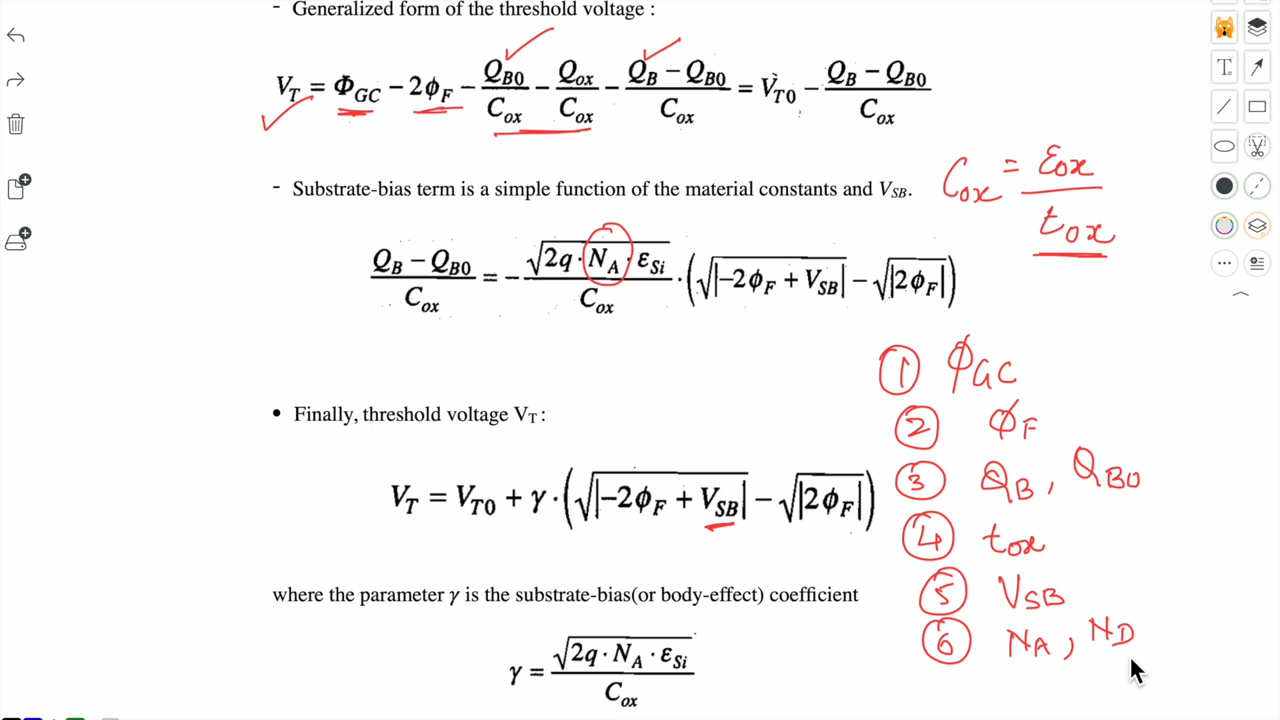 - Generalized form of the threshold voltage :
V_T = Φ_GC − 2ϕ_F − Q_B0/C_ox − Q_ox/C_ox − (Q_B − Q_B0)/C_ox = V_T0 − (Q_B − Q_B0)/C_ox
- Substrate-bias term is a simple function of the material constants and V_SB.
C_ox = ε_ox/t_ox
(Q_B − Q_B0)/C_ox = − √(2q · N_A · ε_Si)/C_ox · (√|−2ϕ_F + V_SB| − √|2ϕ_F|)
① ϕ_GC
② ϕ_F
③ Q_B, Q_B0
④ t_ox
⑤ V_SB
⑥ N_A, N_D
• Finally, threshold voltage V_T :
V_T = V_T0 + γ · (√|−2ϕ_F + V_SB| − √|2ϕ_F|)
where the parameter γ is the substrate-bias(or body-effect) coefficient
γ = √(2q · N_A · ε_Si)/C_ox